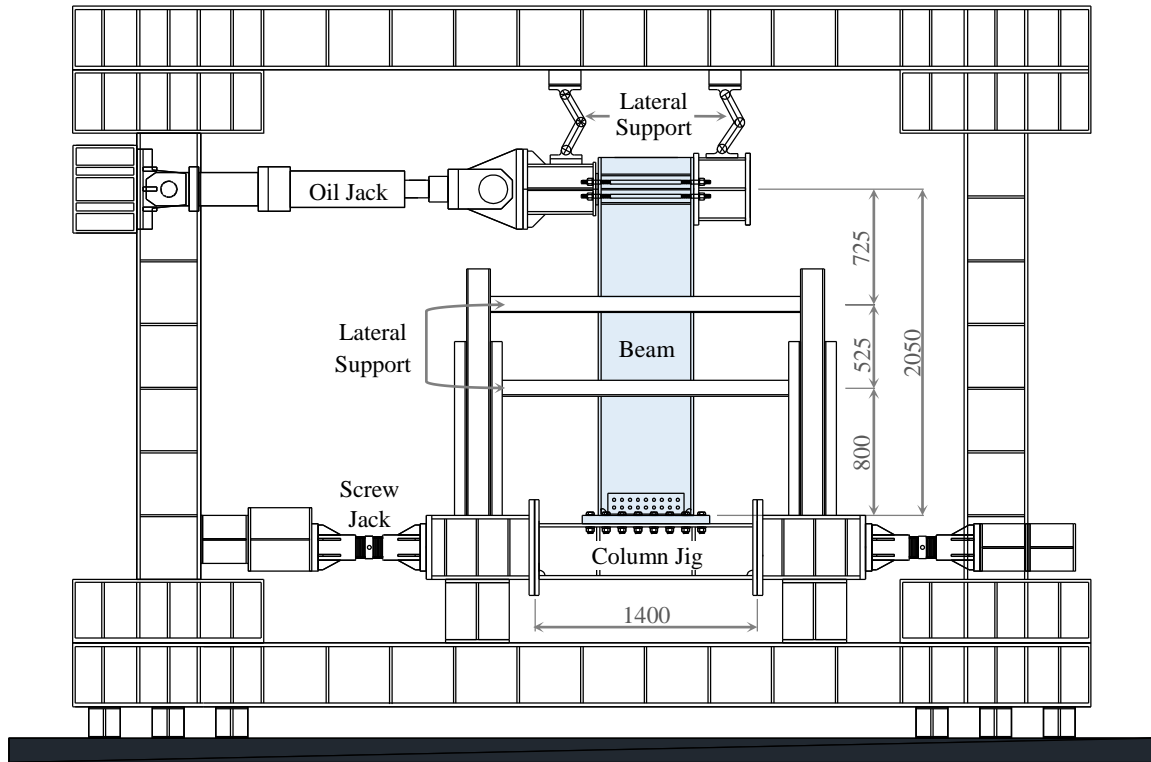 Lateral
Support
Oil Jack
725
Lateral
Support
Beam
525
2050
800
Screw
Jack
Column Jig
1400